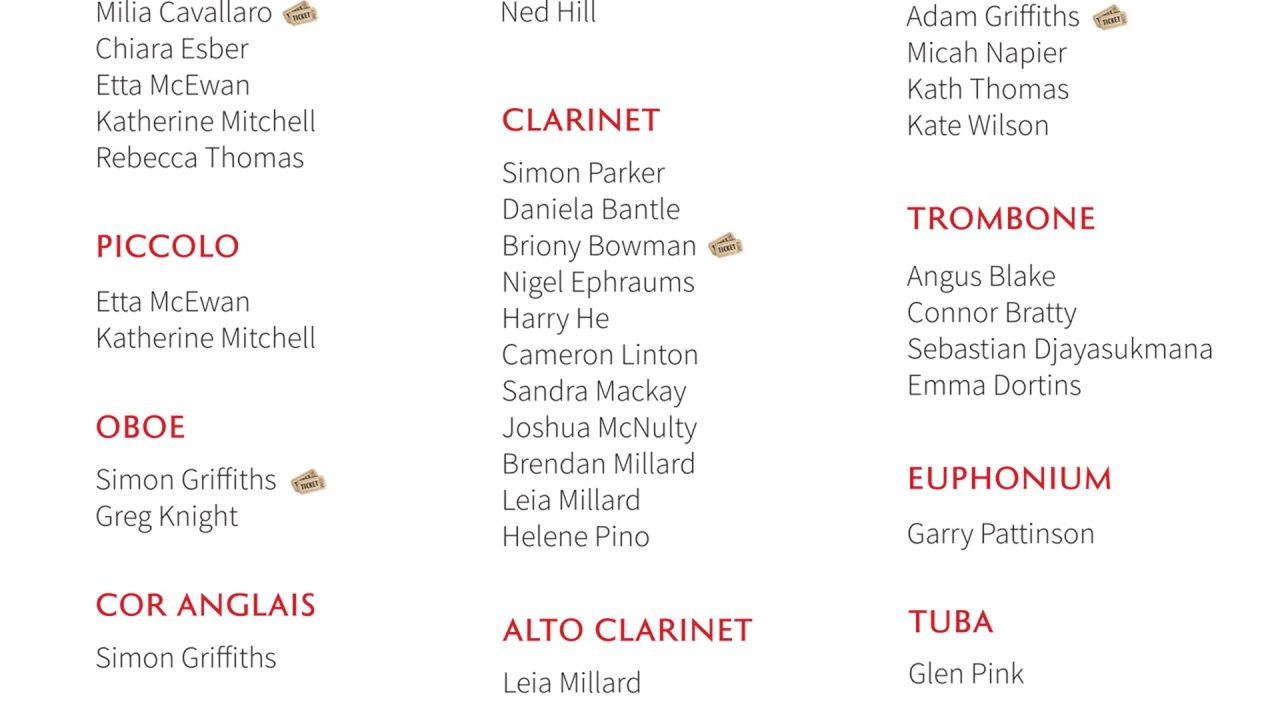 Milia Cavallaro TICKET
Chiara Esber
Etta McEwan
Katherine Mitchell
Rebecca Thomas
PICCOLO
Etta McEwan
Katherine Mitchell
OBOE
Simon Griffiths TICKET
Greg Knight
COR ANGLAIS
Simon Griffiths
Ned Hill
CLARINET
Simon Parker
Daniela Bantle
Briony Bowman TICKET
Nigel Ephraums
Harry He
Cameron Linton
Sandra Mackay
Joshua McNulty
Brendan Millard
Leia Millard
Helene Pino
ALTO CLARINET
Leia Millard
Adam Griffiths TICKET
Micah Napier
Kath Thomas
Kate Wilson
TROMBONE
Angus Blake
Connor Bratty
Sebastian Djayasukmana
Emma Dortins
EUPHONIUM
Garry Pattinson
TUBA
Glen Pink